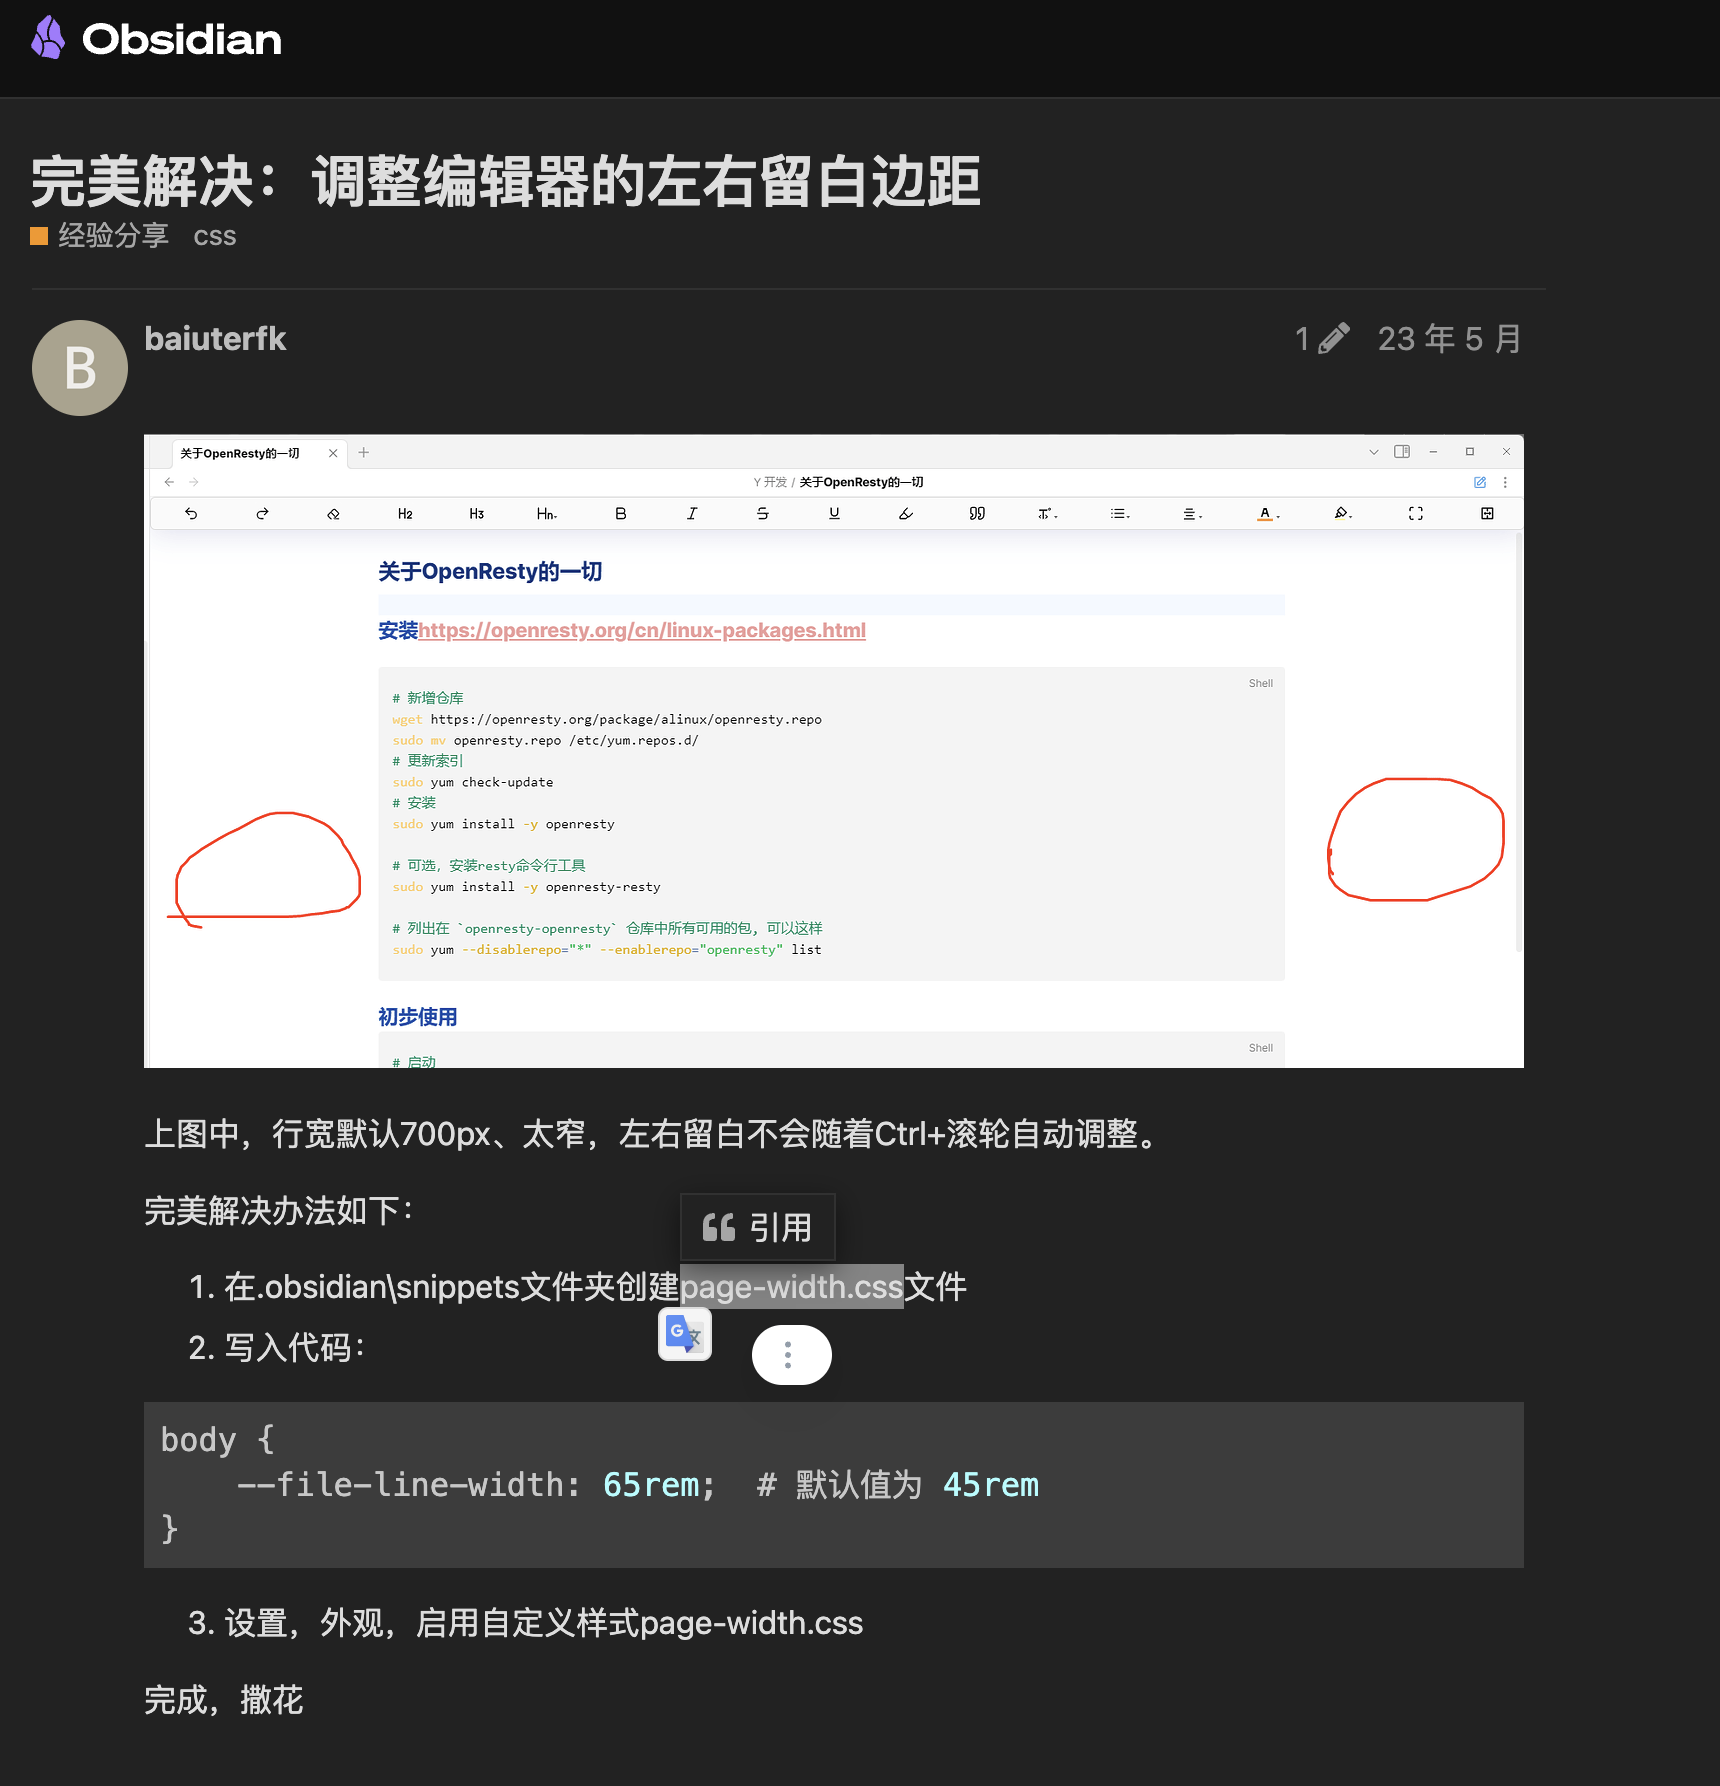 Obsidian
完美解决：调整编辑器的左右留白边距
经验分享 css
B
baiuterfk
1 23 年 5 月
关于OpenResty的一切
Y 开发 / 关于OpenResty的一切
H2 H3 Hn B I S U A
关于OpenResty的一切
安装https://openresty.org/cn/linux-packages.html
Shell
# 新增仓库
wget https://openresty.org/package/alinux/openresty.repo
sudo mv openresty.repo /etc/yum.repos.d/
# 更新索引
sudo yum check-update
# 安装
sudo yum install -y openresty
# 可选，安装resty命令行工具
sudo yum install -y openresty-resty
# 列出在 `openresty-openresty` 仓库中所有可用的包, 可以这样
sudo yum --disablerepo="*" --enablerepo="openresty" list
初步使用
Shell
# 启动
上图中，行宽默认700px、太窄，左右留白不会随着Ctrl+滚轮自动调整。
完美解决办法如下：
引用
1. 在.obsidian\snippets文件夹创建page-width.css文件
2. 写入代码：
body {
    --file-line-width: 65rem;  # 默认值为 45rem
}
3. 设置，外观，启用自定义样式page-width.css
完成，撒花